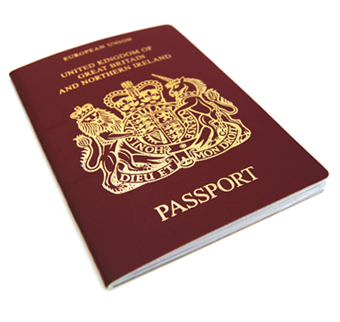 EUROPEAN UNION
UNITED KINGDOM OF
GREAT BRITAIN
AND NORTHERN IRELAND
DIEU ET MON DROIT
PASSPORT